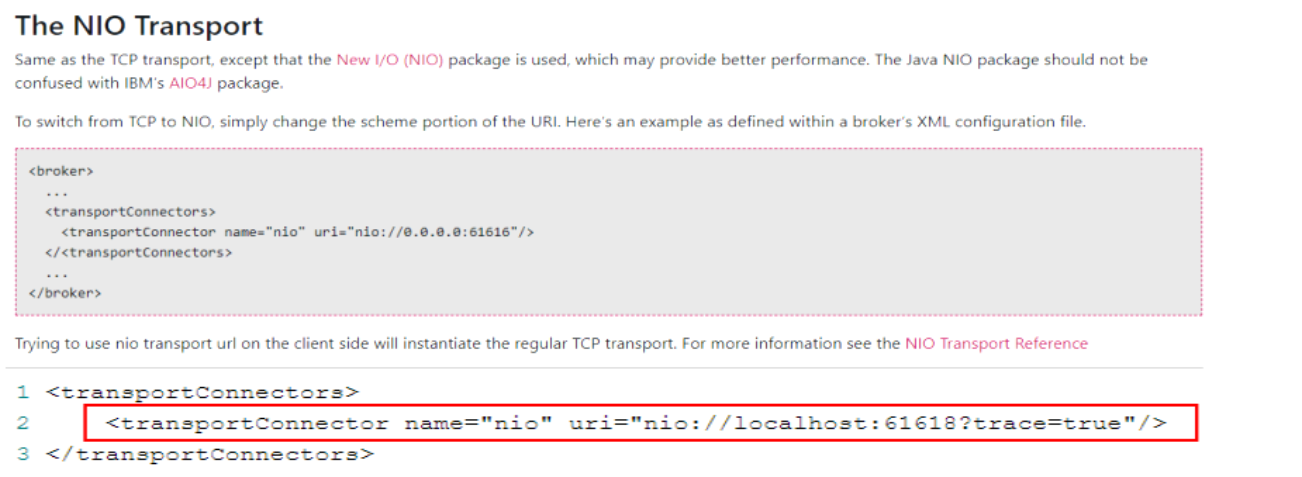 The NIO Transport
Same as the TCP transport, except that the New I/O (NIO) package is used, which may provide better performance. The Java NIO package should not be
confused with IBM's AIO4J package.
To switch from TCP to NIO, simply change the scheme portion of the URI. Here's an example as defined within a broker's XML configuration file.
<broker>
  ...
  <transportConnectors>
    <transportConnector name="nio" uri="nio://0.0.0.0:61616"/>
  </<transportConnectors>
  ...
</broker>
Trying to use nio transport url on the client side will instantiate the regular TCP transport. For more information see the NIO Transport Reference
1 <transportConnectors>
2     <transportConnector name="nio" uri="nio://localhost:61618?trace=true"/>
3 </transportConnectors>